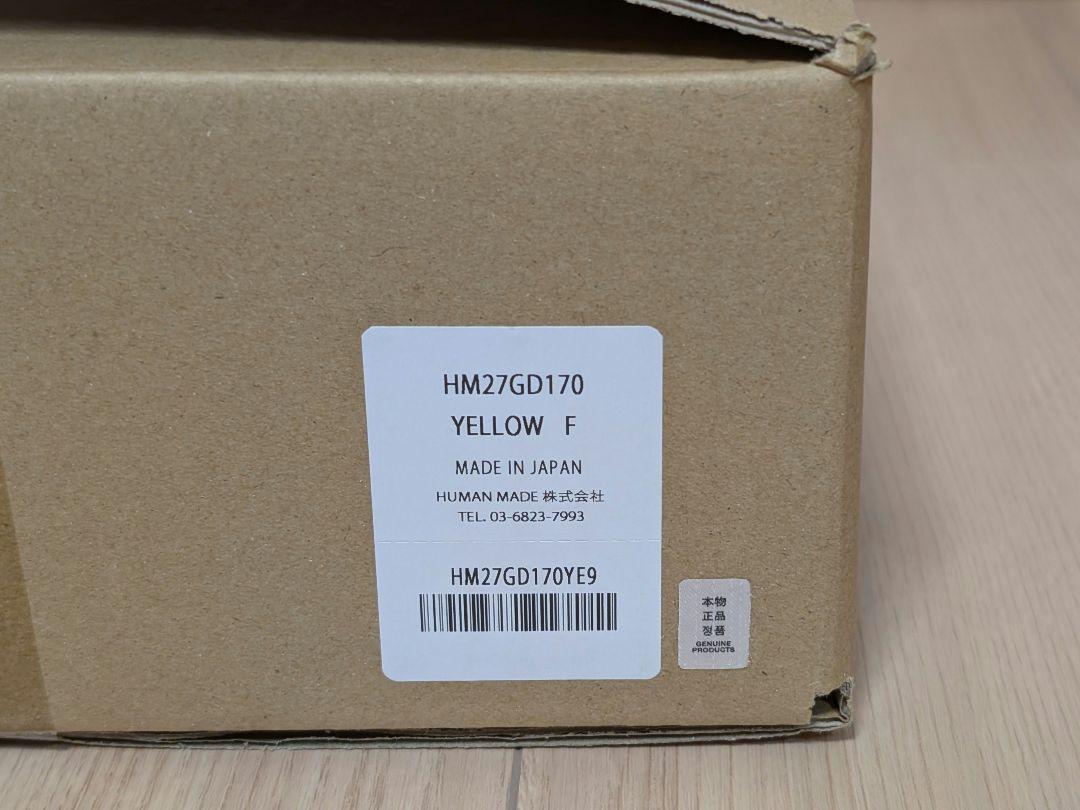 HM27GD170
YELLOW F
MADE IN JAPAN
HUMAN MADE 株式会社
TEL. 03-6823-7993
HM27GD170YE9
本物
正品
정품
GENUINE
PRODUCTS